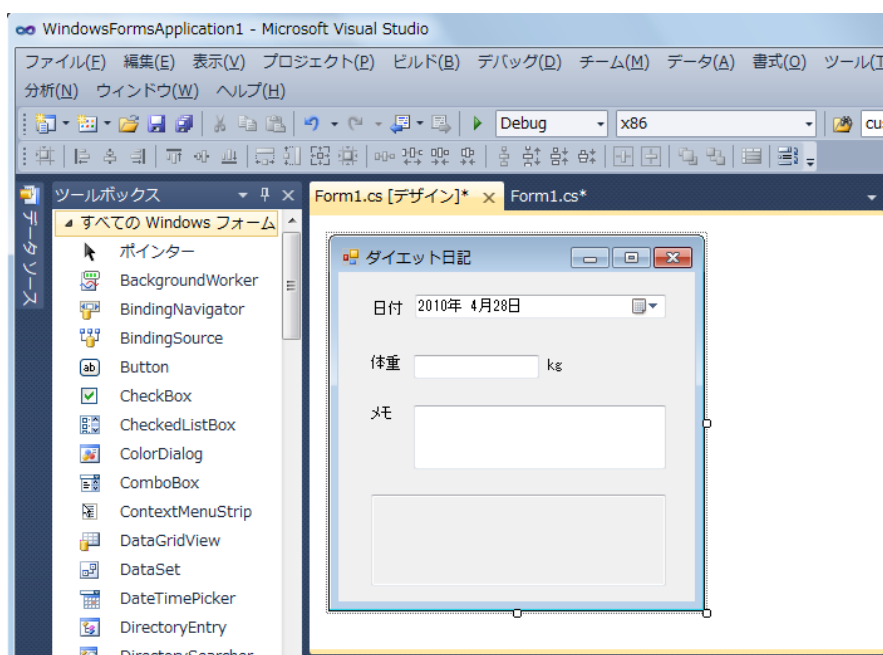 WindowsFormsApplication1 - Microsoft Visual Studio
ファイル(F) 編集(E) 表示(V) プロジェクト(P) ビルド(B) デバッグ(D) チーム(M) データ(A) 書式(O) ツール(T
分析(N) ウィンドウ(W) ヘルプ(H)
Debug x86 cu
データ ソース
ツールボックス
Form1.cs [デザイン]* Form1.cs*
すべての Windows フォーム
ポインター
BackgroundWorker
BindingNavigator
BindingSource
Button
CheckBox
CheckedListBox
ColorDialog
ComboBox
ContextMenuStrip
DataGridView
DataSet
DateTimePicker
DirectoryEntry
DirectorySearcher
ダイエット日記
日付 2010年 4月28日
体重 kg
メモ